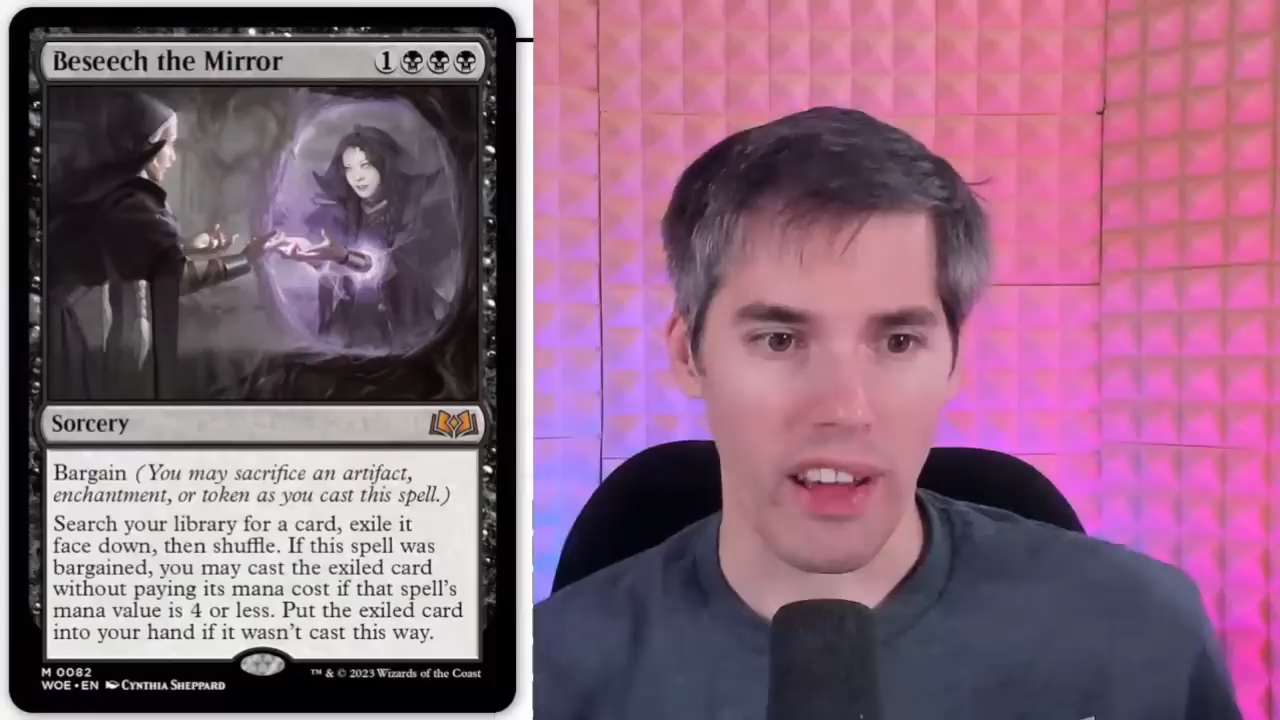 Beseech the Mirror 1
Sorcery
Bargain (You may sacrifice an artifact,
enchantment, or token as you cast this spell.)
Search your library for a card, exile it
face down, then shuffle. If this spell was
bargained, you may cast the exiled card
without paying its mana cost if that spell's
mana value is 4 or less. Put the exiled card
into your hand if it wasn't cast this way.
M 0082
WOE • EN CYNTHIA SHEPPARD
™ & © 2023 Wizards of the Coast